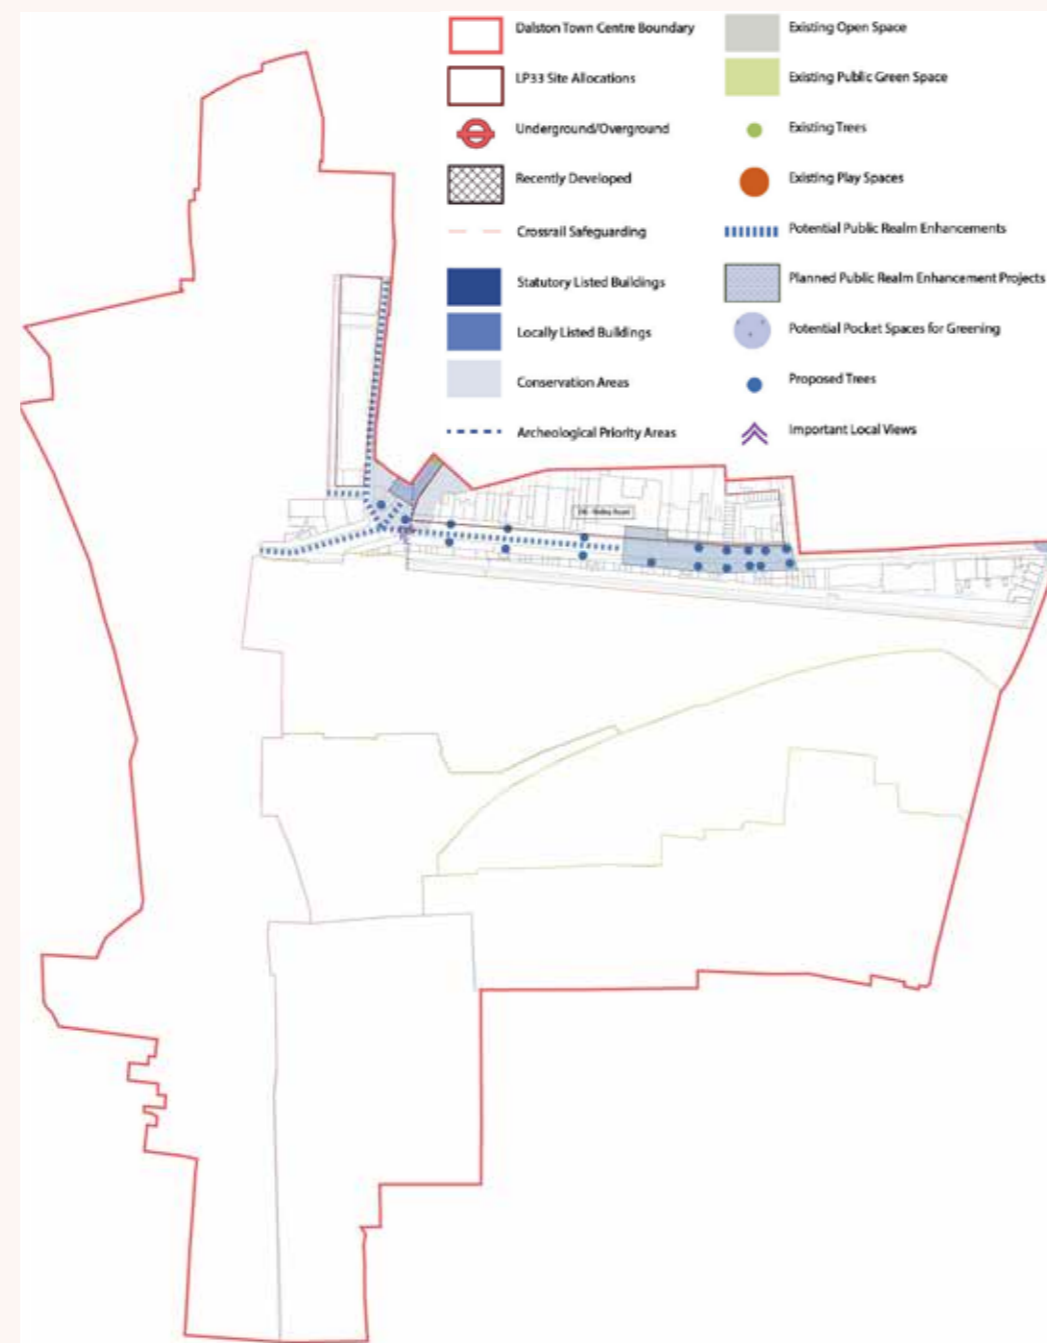 Dalston Town Centre Boundary
LP33 Site Allocations
Underground/Overground
Recently Developed
Crossrail Safeguarding
Statutory Listed Buildings
Locally Listed Buildings
Conservation Areas
Archeological Priority Areas
Existing Open Space
Existing Public Green Space
Existing Trees
Existing Play Spaces
Potential Public Realm Enhancements
Planned Public Realm Enhancement Projects
Potential Pocket Spaces for Greening
Proposed Trees
Important Local Views
Ridley Road